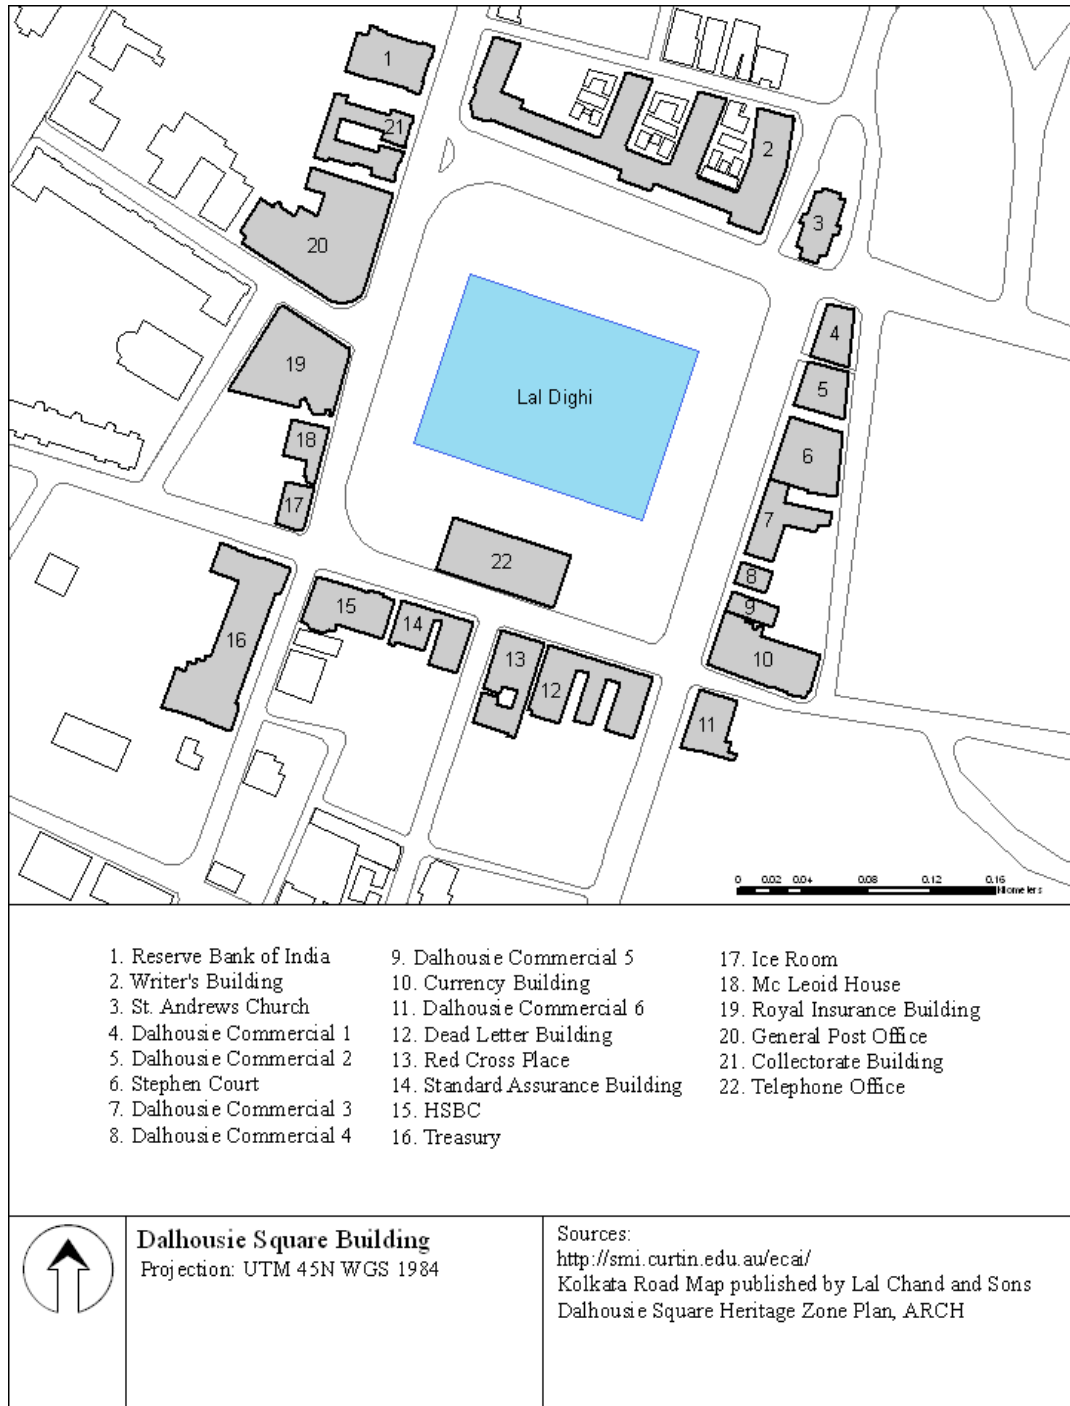 1
21
2
3
20
4
Lal Dighi
19
5
18
6
17
7
22
8
9
15
14
16
13
10
12
11
0 0.02 0.04 0.08 0.12 0.16
Kilometers
1. Reserve Bank of India
2. Writer's Building
3. St. Andrews Church
4. Dalhousie Commercial 1
5. Dalhousie Commercial 2
6. Stephen Court
7. Dalhousie Commercial 3
8. Dalhousie Commercial 4
9. Dalhousie Commercial 5
10. Currency Building
11. Dalhousie Commercial 6
12. Dead Letter Building
13. Red Cross Place
14. Standard Assurance Building
15. HSBC
16. Treasury
17. Ice Room
18. Mc Leoid House
19. Royal Insurance Building
20. General Post Office
21. Collectorate Building
22. Telephone Office
Dalhousie Square Building
Projection: UTM 45N WGS 1984
Sources:
http://smi.curtin.edu.au/ecai/
Kolkata Road Map published by Lal Chand and Sons
Dalhousie Square Heritage Zone Plan, ARCH